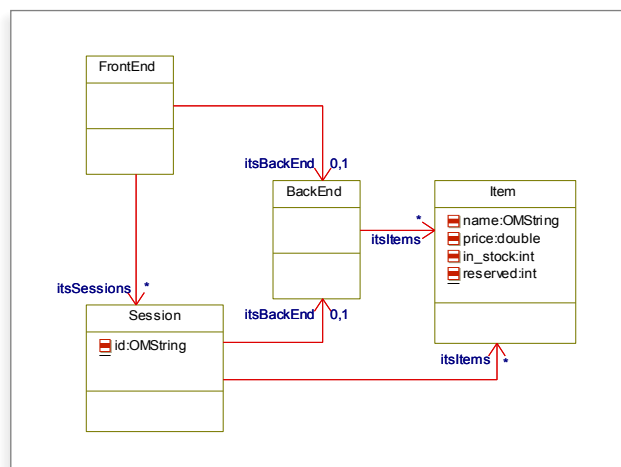 FrontEnd
itsBackEnd 0,1
BackEnd
Item
name:OMString
price:double
in_stock:int
reserved:int
*
itsItems
itsSessions *
Session
id:OMString
itsBackEnd 0,1
itsItems *